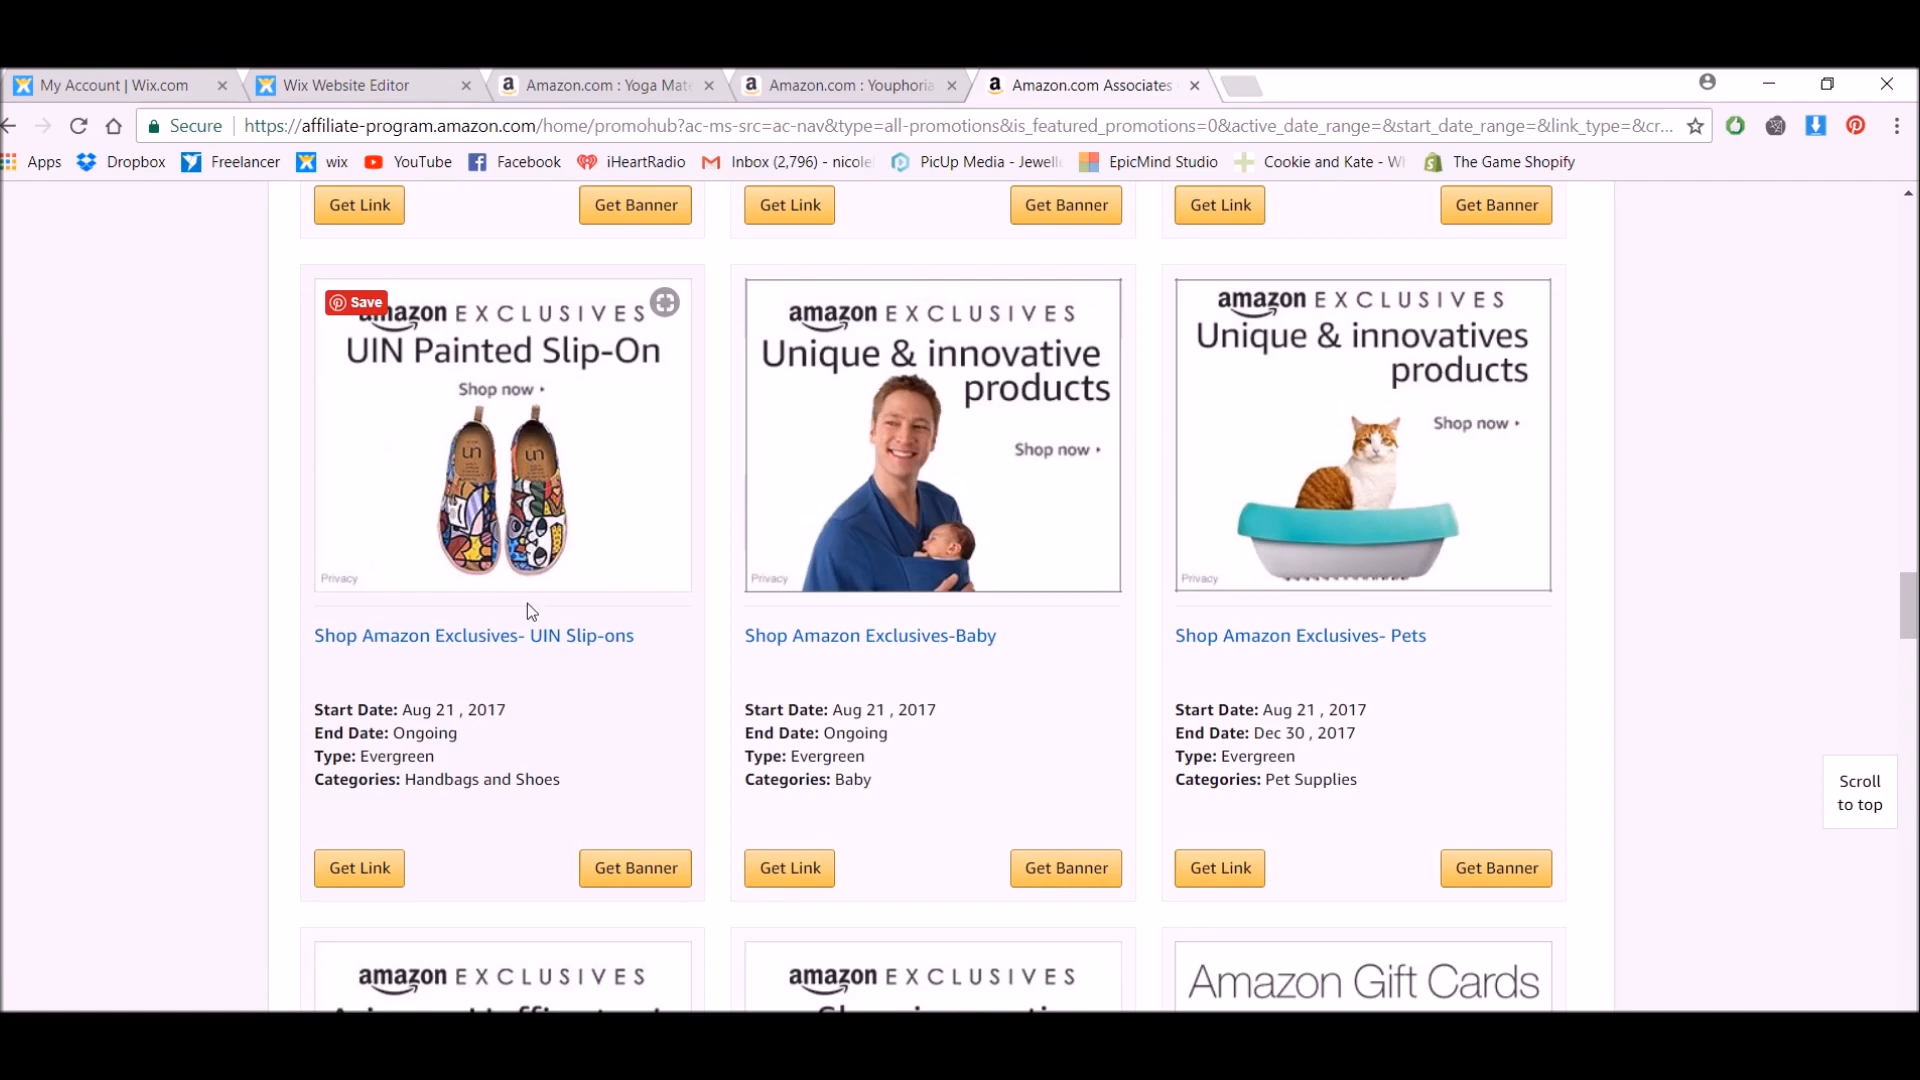 My Account | Wix.com
Wix Website Editor
Amazon.com : Yoga Mat
Amazon.com : Youphoria
Amazon.com Associates
Secure
https://affiliate-program.amazon.com/home/promohub?ac-ms-src=ac-nav&type=all-promotions&is_featured_promotions=0&active_date_range=&start_date_range=&link_type=&cr...
Apps
Dropbox
Freelancer
wix
YouTube
Facebook
iHeartRadio
Inbox (2,796) - nicole
PicUp Media - Jewell
EpicMind Studio
Cookie and Kate - W
The Game Shopify
Get Link
Get Banner
Get Link
Get Banner
Get Link
Get Banner
Save
amazon EXCLUSIVES
UIN Painted Slip-On
Shop now
un
un
Privacy
Shop Amazon Exclusives- UIN Slip-ons
Start Date: Aug 21 , 2017
End Date: Ongoing
Type: Evergreen
Categories: Handbags and Shoes
Get Link
Get Banner
amazon EXCLUSIVES
Unique & innovative
products
Shop now
Privacy
Shop Amazon Exclusives-Baby
Start Date: Aug 21 , 2017
End Date: Ongoing
Type: Evergreen
Categories: Baby
Get Link
Get Banner
amazon EXCLUSIVES
Unique & innovatives
products
Shop now
Privacy
Shop Amazon Exclusives- Pets
Start Date: Aug 21 , 2017
End Date: Dec 30 , 2017
Type: Evergreen
Categories: Pet Supplies
Get Link
Get Banner
Scroll
to top
amazon EXCLUSIVES
amazon EXCLUSIVES
Amazon Gift Cards